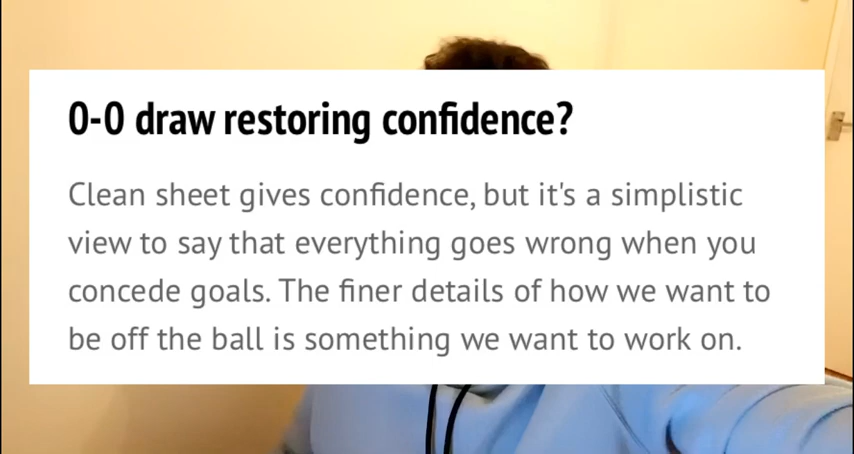 0-0 draw restoring confidence?
Clean sheet gives confidence, but it's a simplistic
view to say that everything goes wrong when you
concede goals. The finer details of how we want to
be off the ball is something we want to work on.